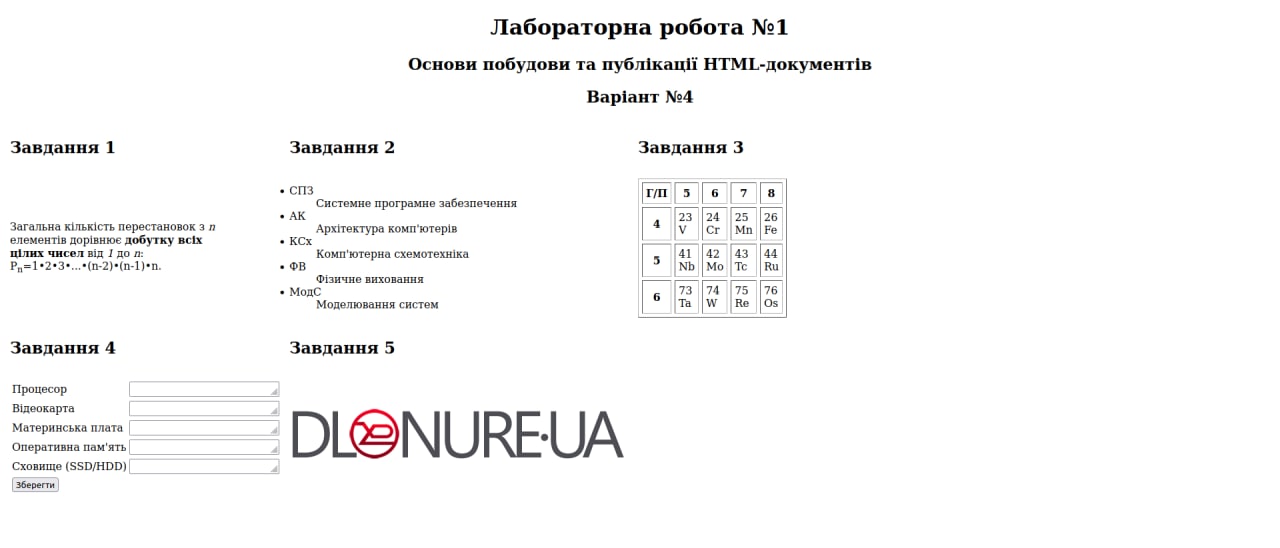 Лабораторна робота №1
Основи побудови та публікації HTML-документів
Варіант №4
Завдання 1
Загальна кількість перестановок з n
елементів дорівнює добутку всіх
цілих чисел від 1 до n:
Pn=1•2•3•...•(n-2)•(n-1)•n.
Завдання 2
• СПЗ
Системне програмне забезпечення
• АК
Архітектура комп'ютерів
• КСх
Комп'ютерна схемотехніка
• ФВ
Фізичне виховання
• МодС
Моделювання систем
Завдання 3
Г/П 5 6 7 8
4 23 V 24 Cr 25 Mn 26 Fe
5 41 Nb 42 Mo 43 Tc 44 Ru
6 73 Ta 74 W 75 Re 76 Os
Завдання 4
Процесор
Відеокарта
Материнська плата
Оперативна пам'ять
Сховище (SSD/HDD)
Зберегти
Завдання 5
DL NURE·UA